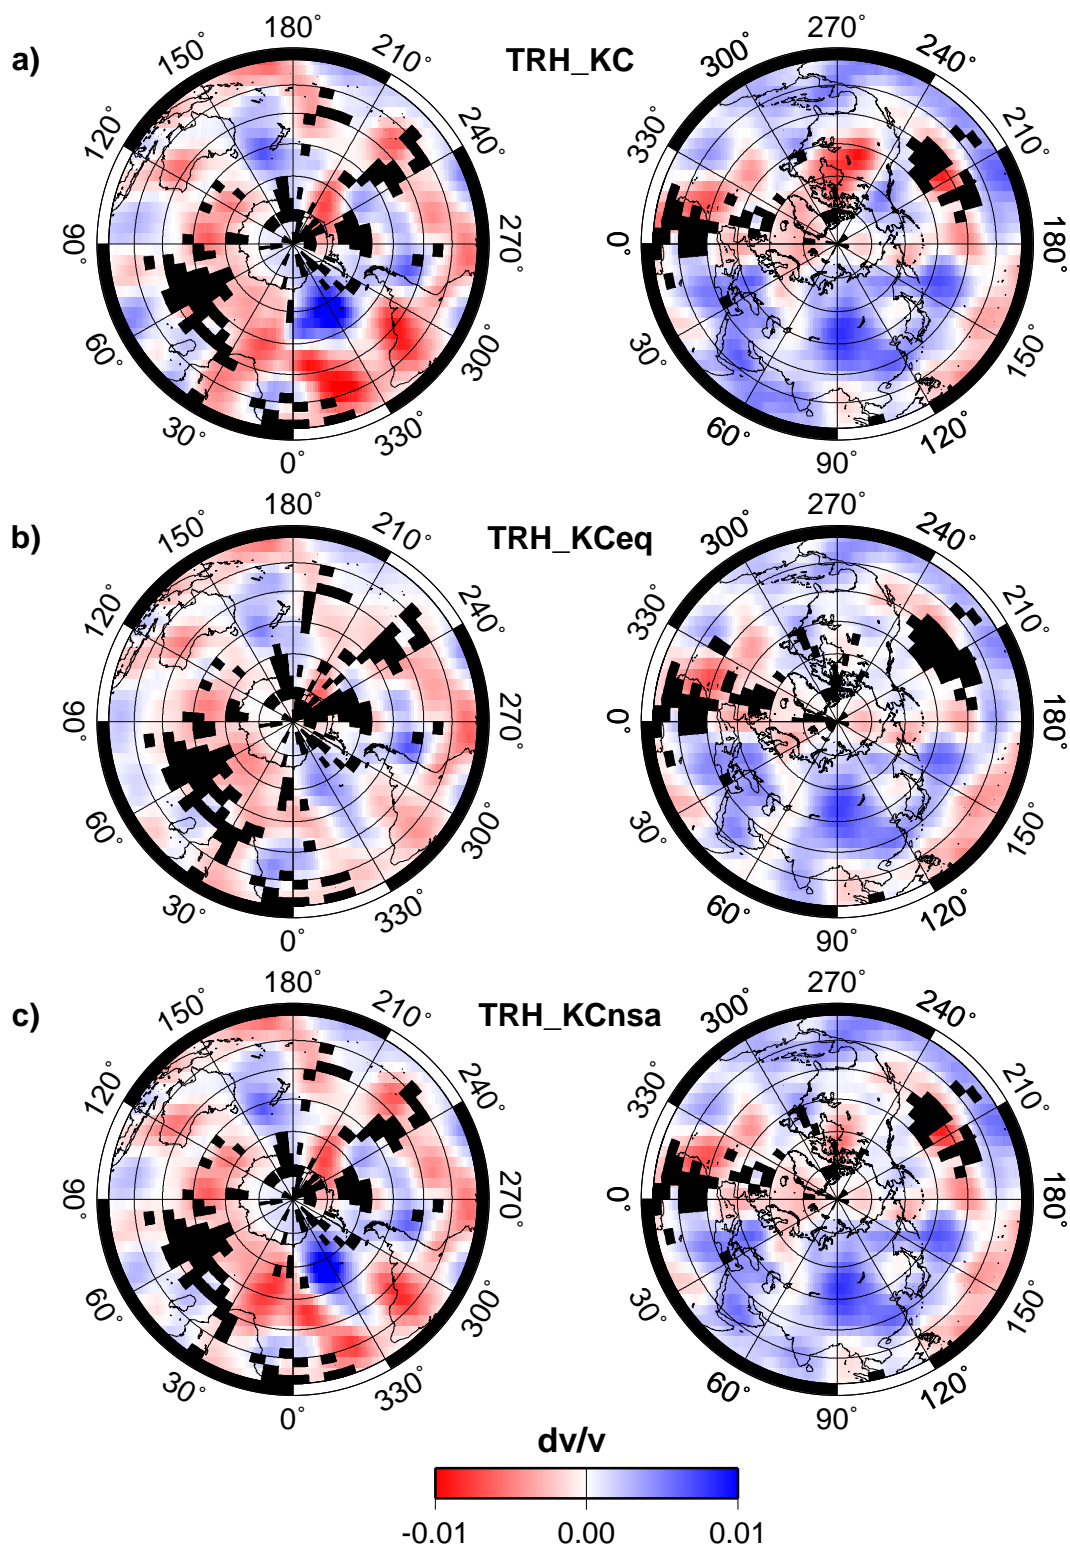 a) TRH_KC
180° 210° 240° 270° 300° 330° 0° 30° 60° 90° 120° 150°
270° 240° 210° 180° 150° 120° 90° 60° 30° 0° 330° 300°
b) TRH_KCeq
180° 210° 240° 270° 300° 330° 0° 30° 60° 90° 120° 150°
270° 240° 210° 180° 150° 120° 90° 60° 30° 0° 330° 300°
c) TRH_KCnsa
180° 210° 240° 270° 300° 330° 0° 30° 60° 90° 120° 150°
270° 240° 210° 180° 150° 120° 90° 60° 30° 0° 330° 300°
dv/v
-0.01 0.00 0.01